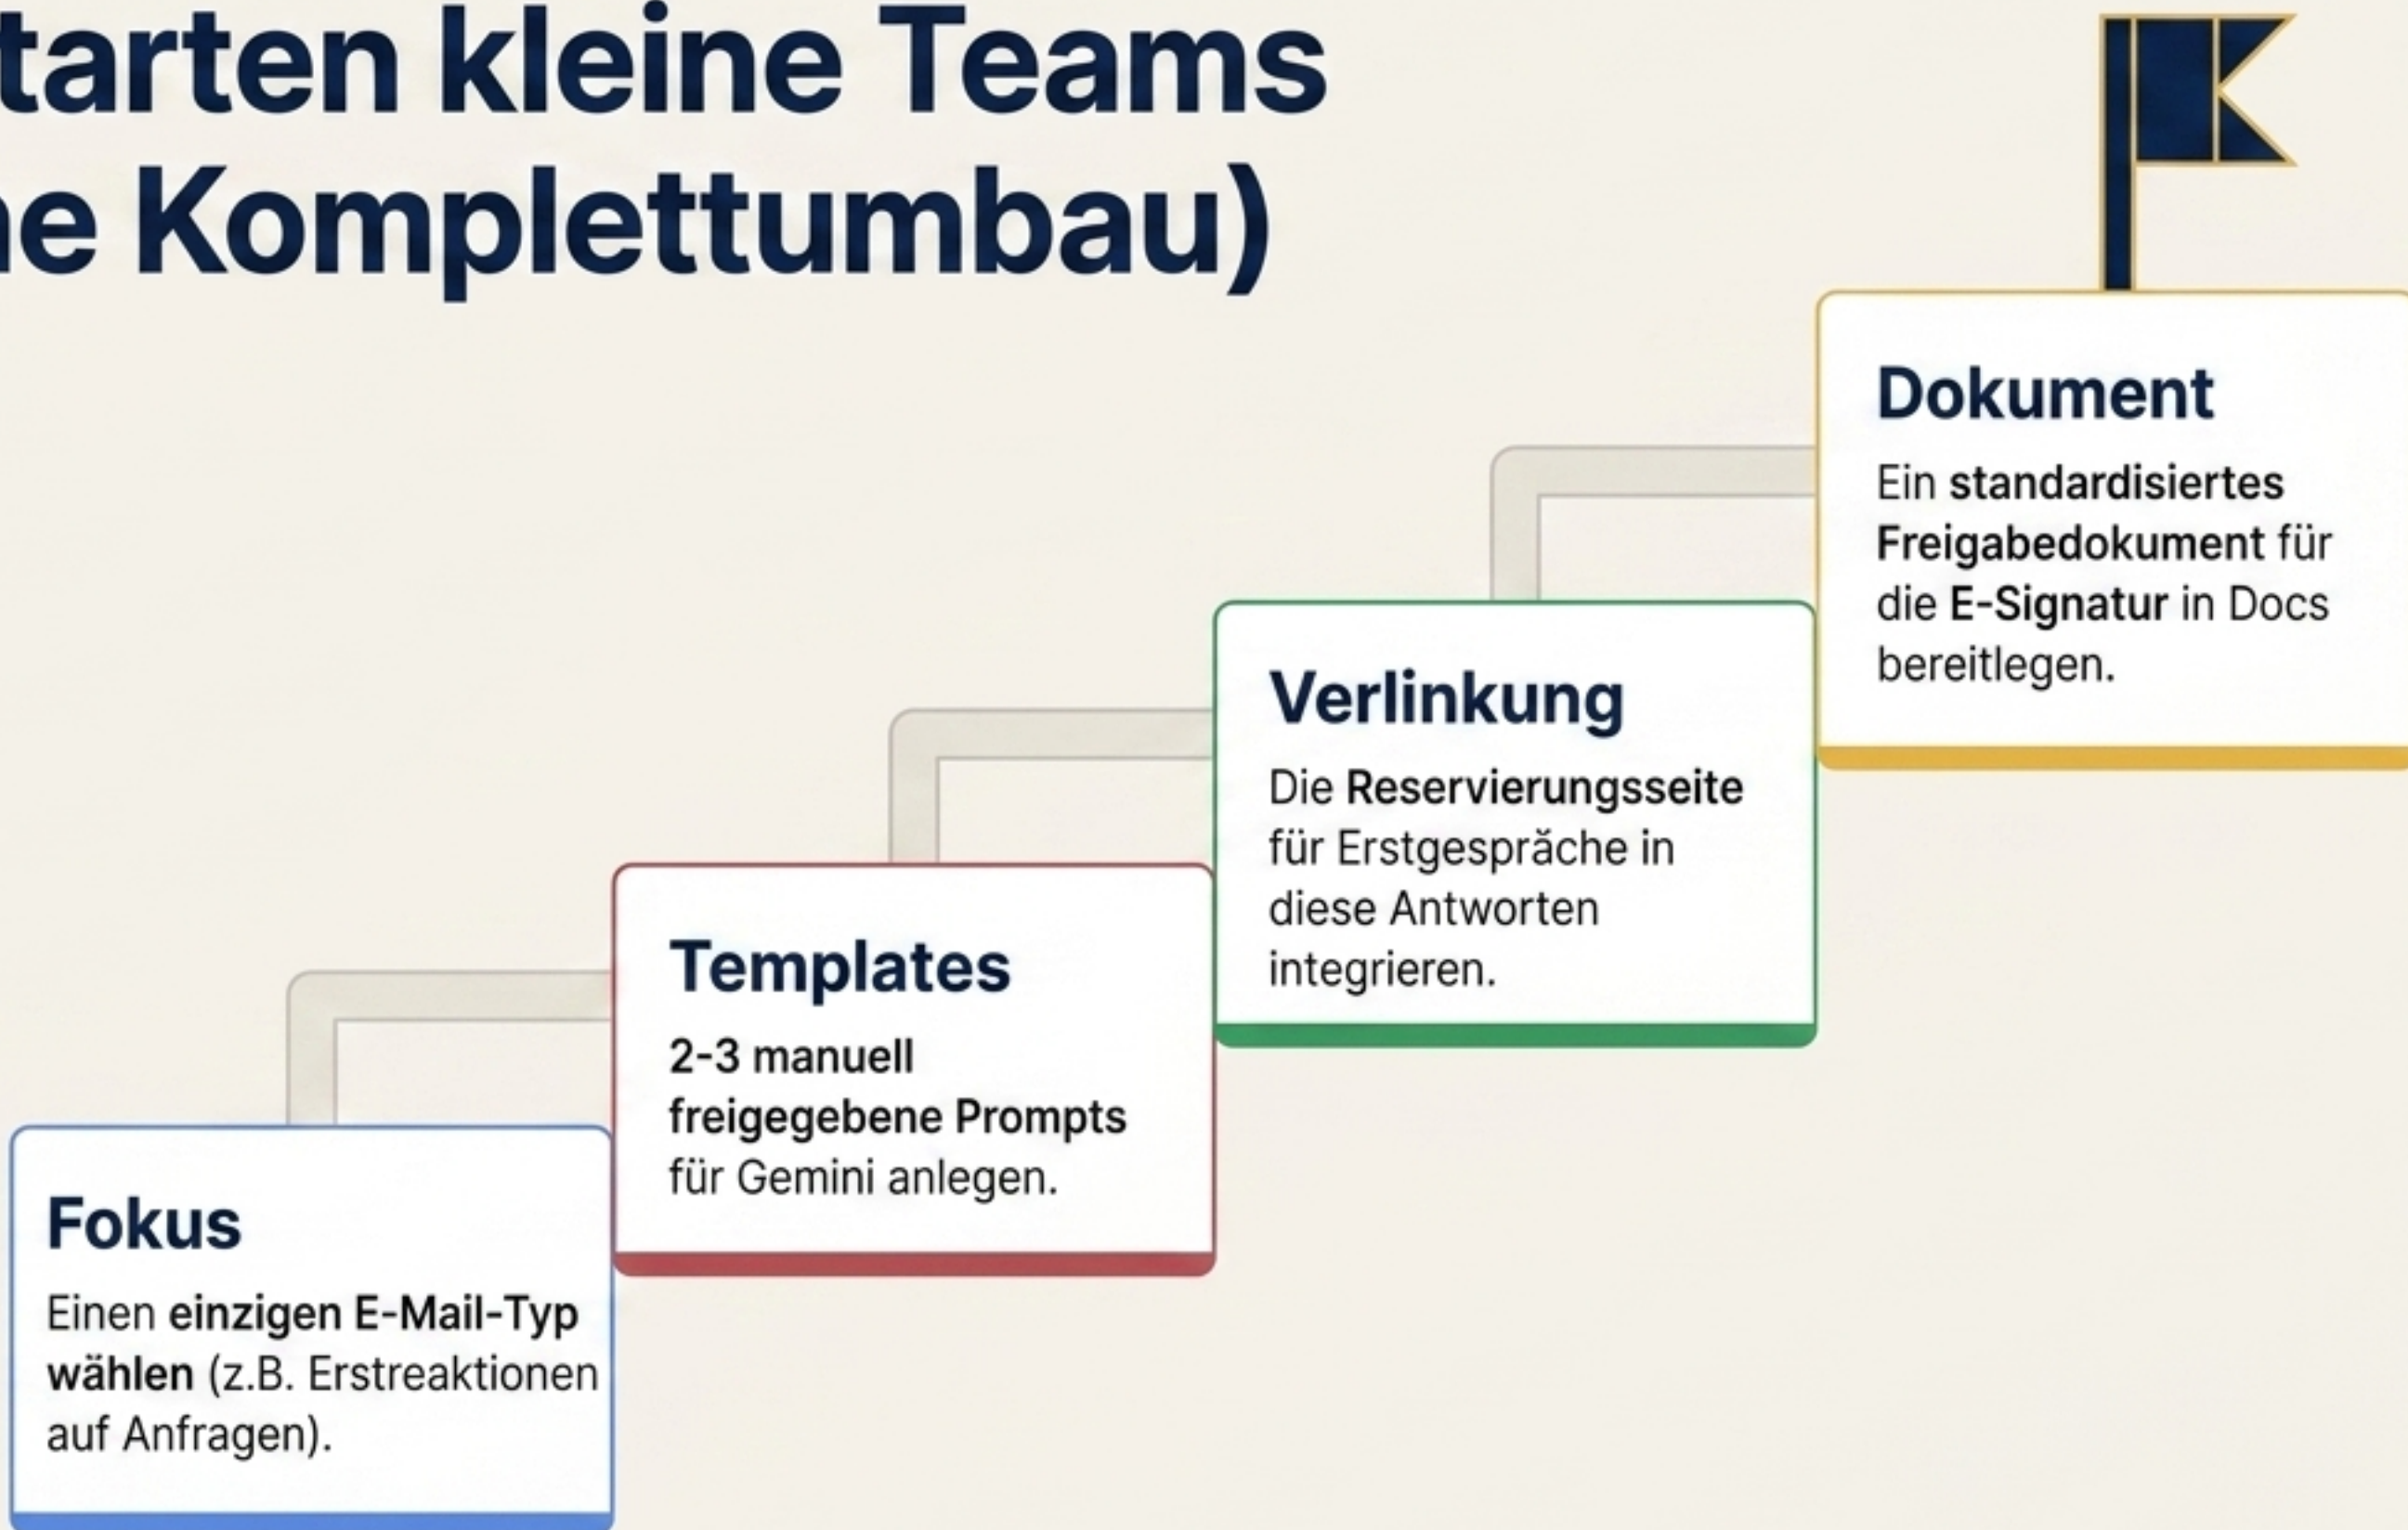 tarten kleine Teams
ne Komplettumbau)
Dokument
Ein standardisiertes
Freigabedokument für
die E-Signatur in Docs
bereitlegen.
Verlinkung
Die Reservierungsseite
für Erstgespräche in
diese Antworten
integrieren.
Templates
2-3 manuell
freigegebene Prompts
für Gemini anlegen.
Fokus
Einen einzigen E-Mail-Typ
wählen (z.B. Erstreaktionen
auf Anfragen).